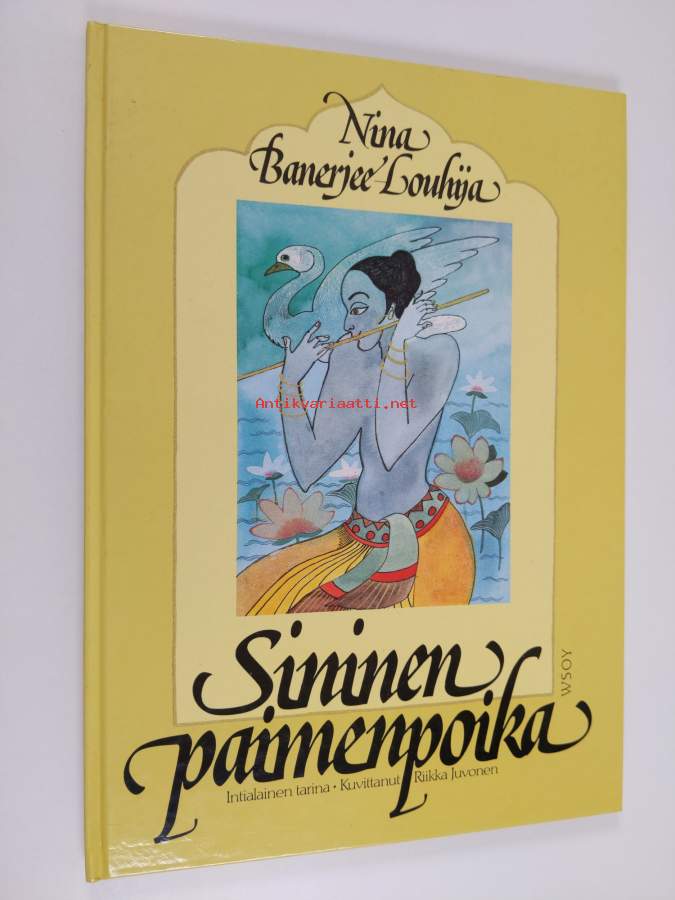 Nina
Banerjee-Louhija
Antikvariaatti.net
Sininen
WSOY
paimenpoika
Intialainen tarina • Kuvittanut Riikka Juvonen